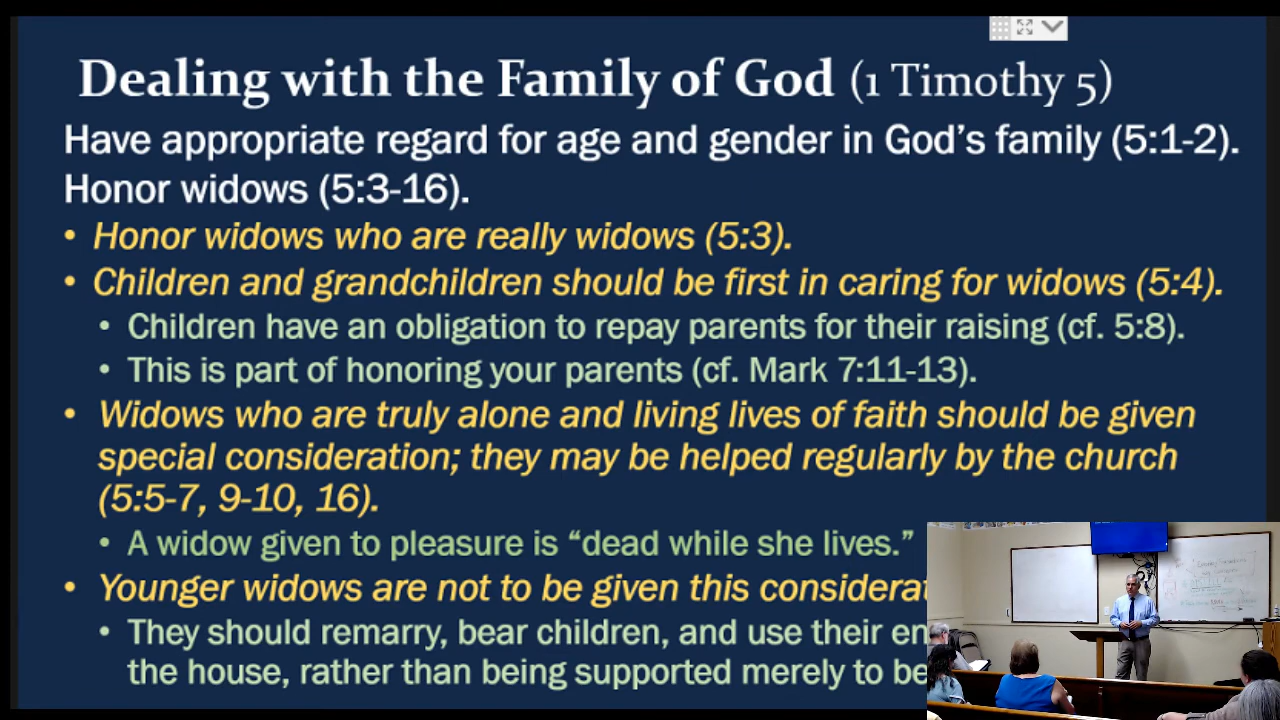 Dealing with the Family of God (1 Timothy 5)
Have appropriate regard for age and gender in God's family (5:1-2).
Honor widows (5:3-16).
• Honor widows who are really widows (5:3).
• Children and grandchildren should be first in caring for widows (5:4).
• Children have an obligation to repay parents for their raising (cf. 5:8).
• This is part of honoring your parents (cf. Mark 7:11-13).
• Widows who are truly alone and living lives of faith should be given
special consideration; they may be helped regularly by the church
(5:5-7, 9-10, 16).
• A widow given to pleasure is “dead while she lives.”
• Younger widows are not to be given this considerat
• They should remarry, bear children, and use their en
the house, rather than being supported merely to be